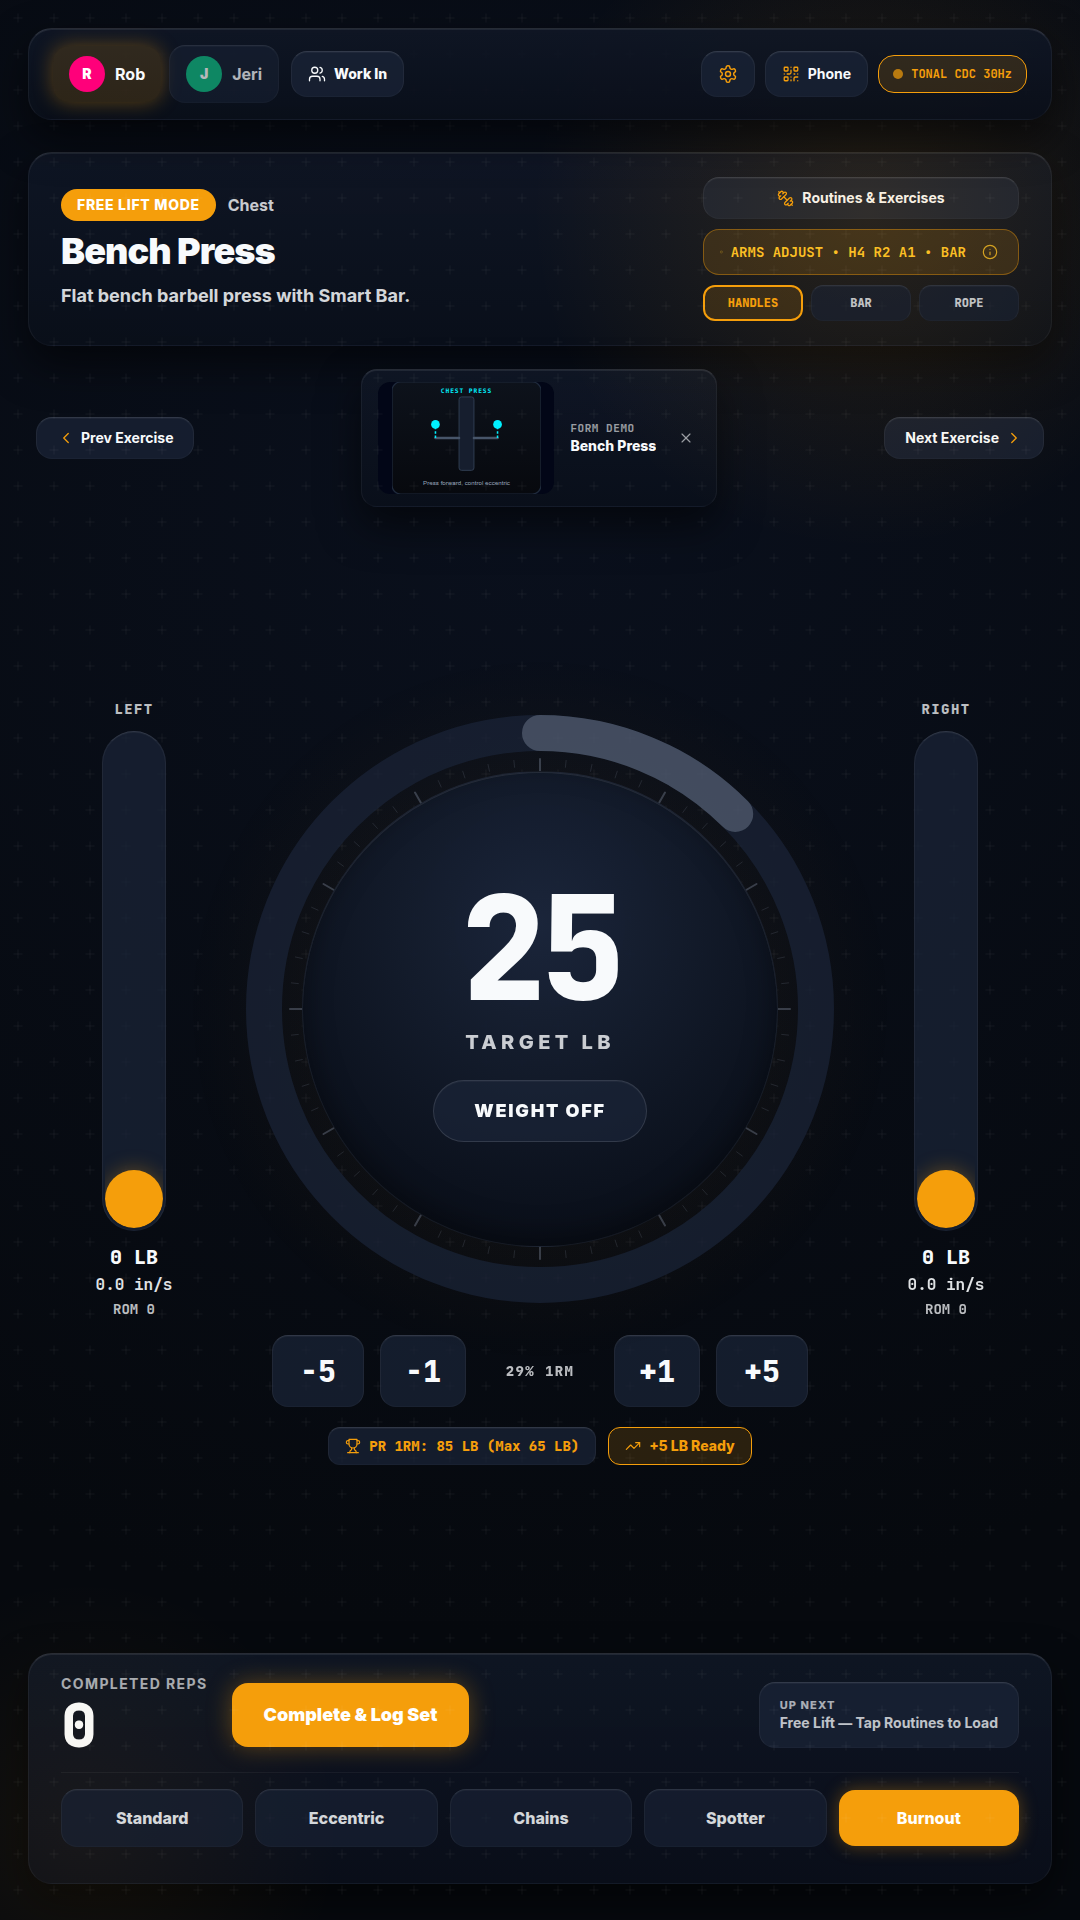 R Rob
J Jeri
Work In
Phone
TONAL CDC 30Hz
FREE LIFT MODE Chest
Bench Press
Flat bench barbell press with Smart Bar.
Routines & Exercises
ARMS ADJUST • H4 R2 A1 • BAR
HANDLES
BAR
ROPE
Prev Exercise
CHEST PRESS
Press forward, control eccentric
FORM DEMO
Bench Press
Next Exercise
LEFT
RIGHT
25
TARGET LB
WEIGHT OFF
0 LB
0.0 in/s
ROM 0
0 LB
0.0 in/s
ROM 0
-5
-1
29% 1RM
+1
+5
PR 1RM: 85 LB (Max 65 LB)
+5 LB Ready
COMPLETED REPS
0
Complete & Log Set
UP NEXT
Free Lift — Tap Routines to Load
Standard
Eccentric
Chains
Spotter
Burnout